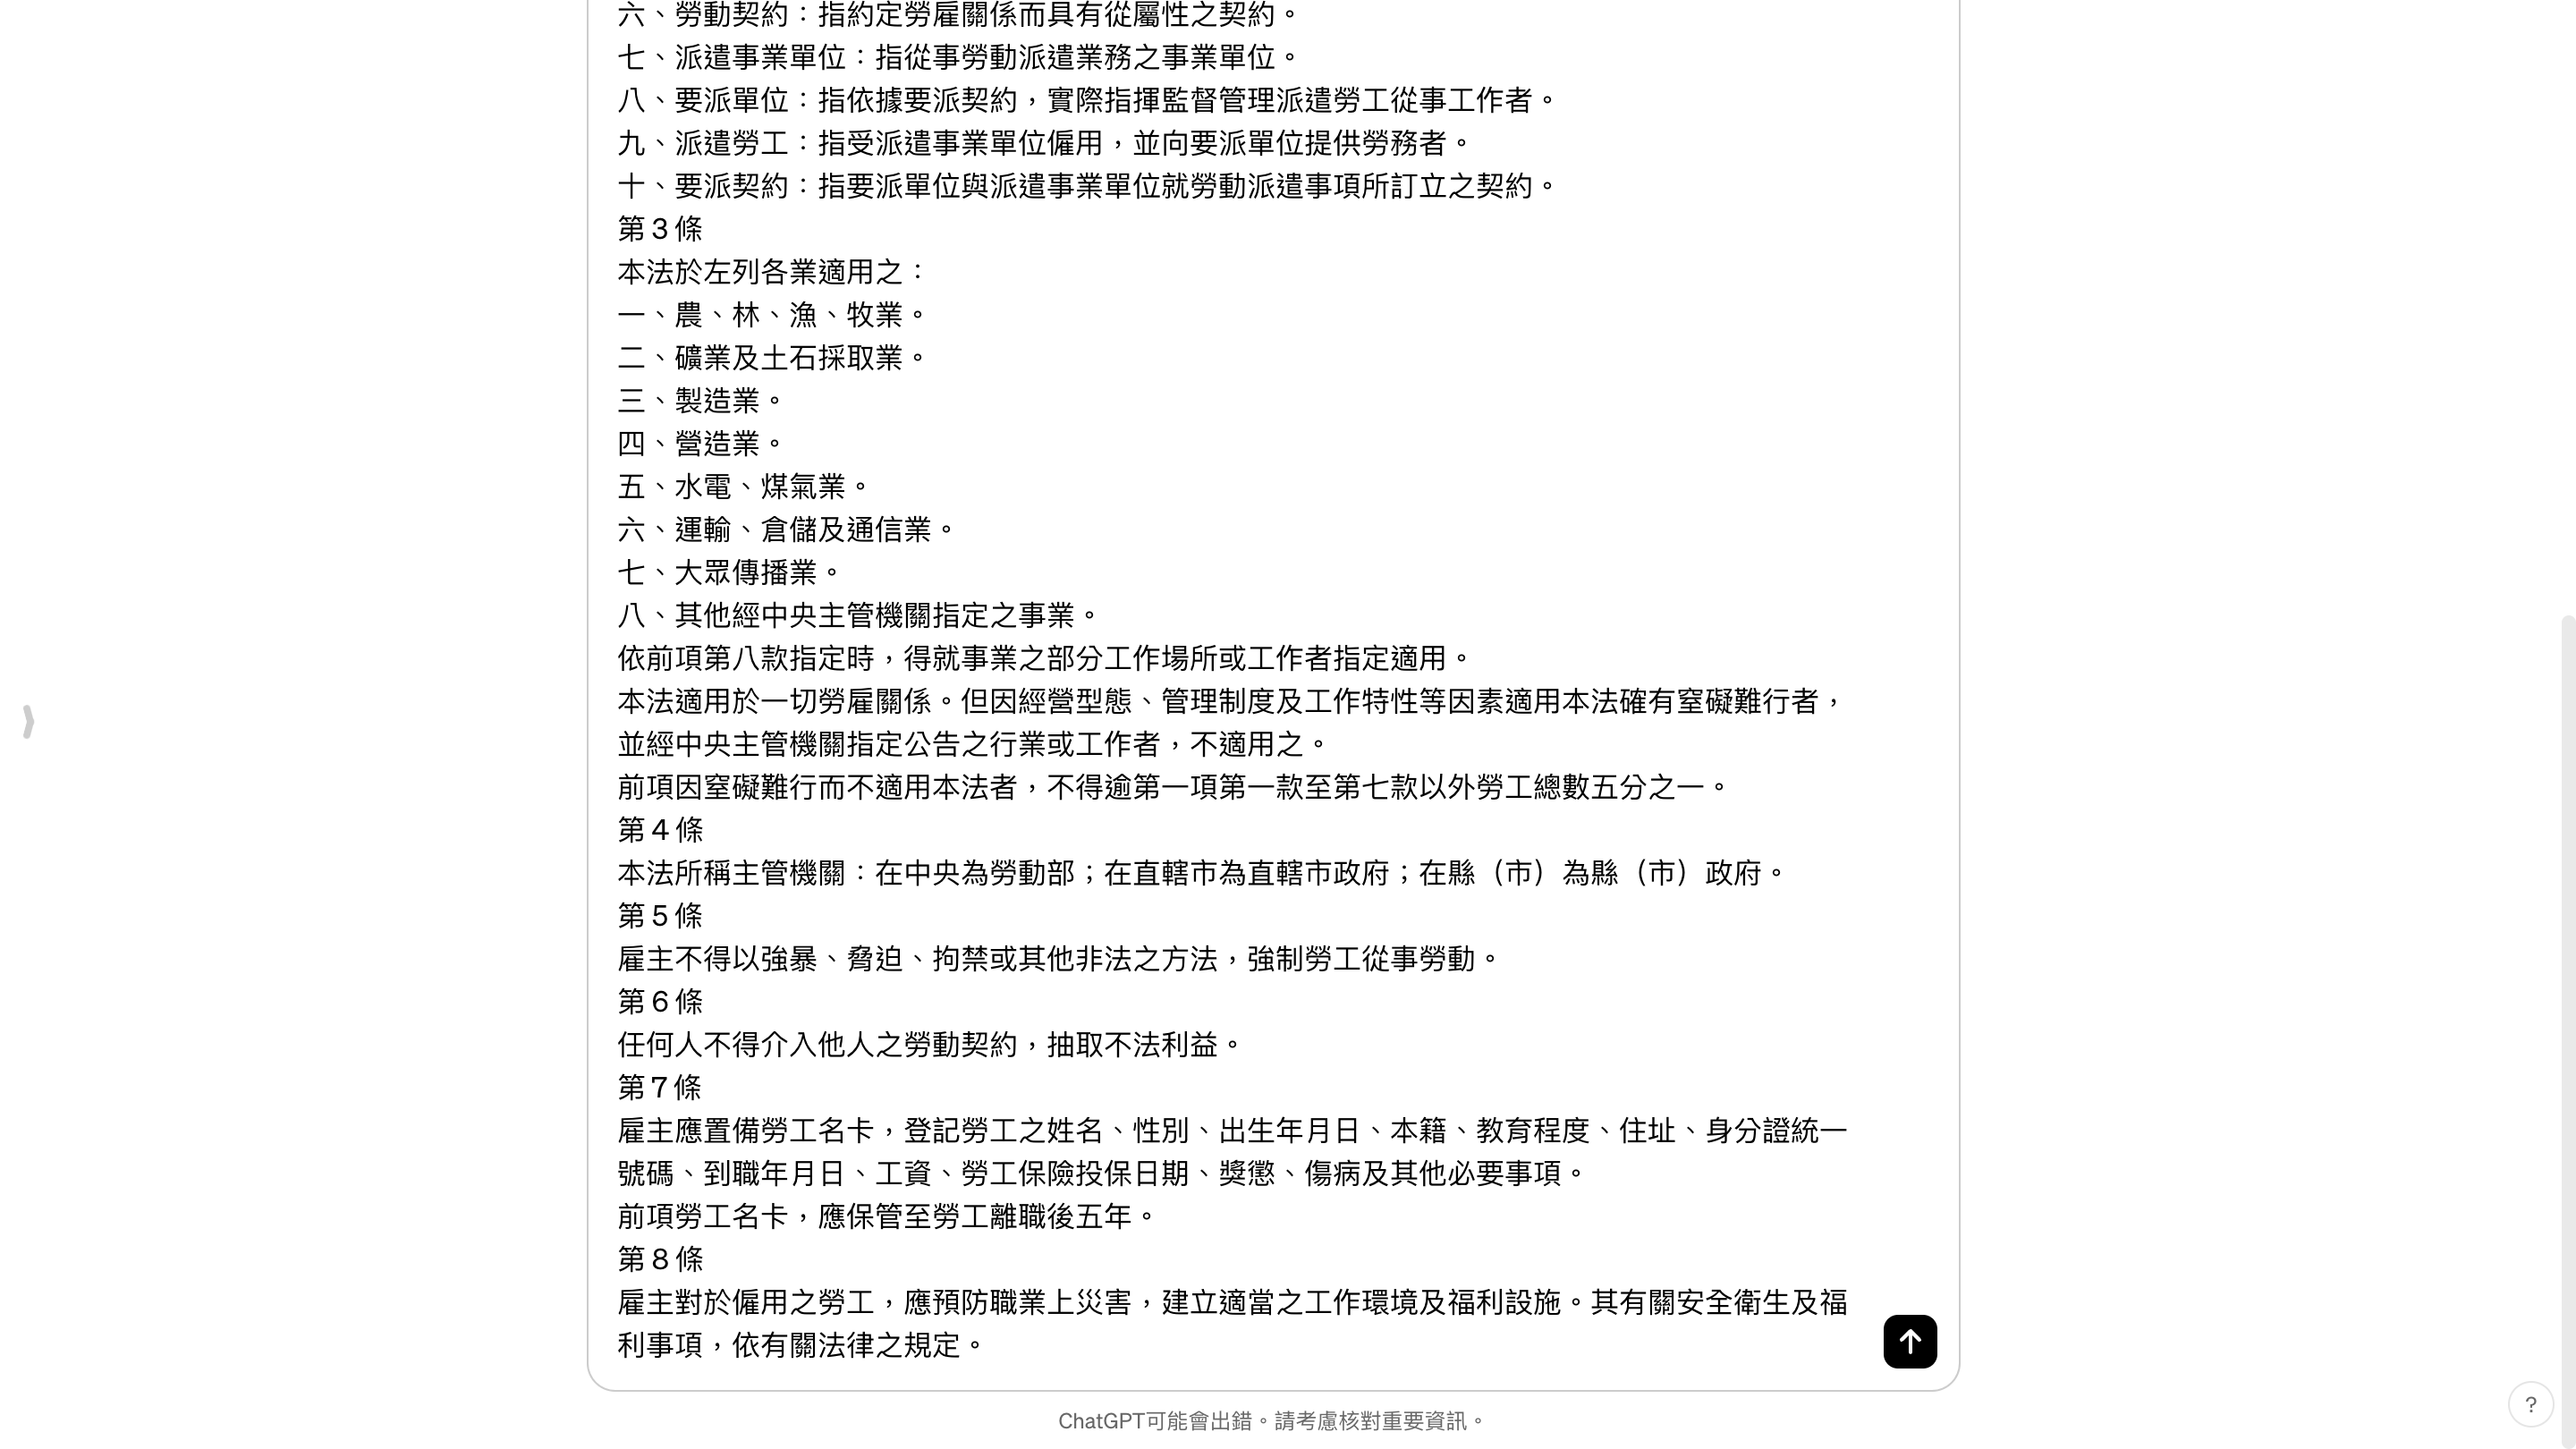 六、勞動契約：指約定勞雇關係而具有從屬性之契約。
七、派遣事業單位：指從事勞動派遣業務之事業單位。
八、要派單位：指依據要派契約，實際指揮監督管理派遣勞工從事工作者。
九、派遣勞工：指受派遣事業單位僱用，並向要派單位提供勞務者。
十、要派契約：指要派單位與派遣事業單位就勞動派遣事項所訂立之契約。
第 3 條
本法於左列各業適用之：
一、農、林、漁、牧業。
二、礦業及土石採取業。
三、製造業。
四、營造業。
五、水電、煤氣業。
六、運輸、倉儲及通信業。
七、大眾傳播業。
八、其他經中央主管機關指定之事業。
依前項第八款指定時，得就事業之部分工作場所或工作者指定適用。
本法適用於一切勞雇關係。但因經營型態、管理制度及工作特性等因素適用本法確有窒礙難行者，
並經中央主管機關指定公告之行業或工作者，不適用之。
前項因窒礙難行而不適用本法者，不得逾第一項第一款至第七款以外勞工總數五分之一。
第 4 條
本法所稱主管機關：在中央為勞動部；在直轄市為直轄市政府；在縣（市）為縣（市）政府。
第 5 條
雇主不得以強暴、脅迫、拘禁或其他非法之方法，強制勞工從事勞動。
第 6 條
任何人不得介入他人之勞動契約，抽取不法利益。
第 7 條
雇主應置備勞工名卡，登記勞工之姓名、性別、出生年月日、本籍、教育程度、住址、身分證統一
號碼、到職年月日、工資、勞工保險投保日期、獎懲、傷病及其他必要事項。
前項勞工名卡，應保管至勞工離職後五年。
第 8 條
雇主對於僱用之勞工，應預防職業上災害，建立適當之工作環境及福利設施。其有關安全衛生及福
利事項，依有關法律之規定。
ChatGPT可能會出錯。請考慮核對重要資訊。
?